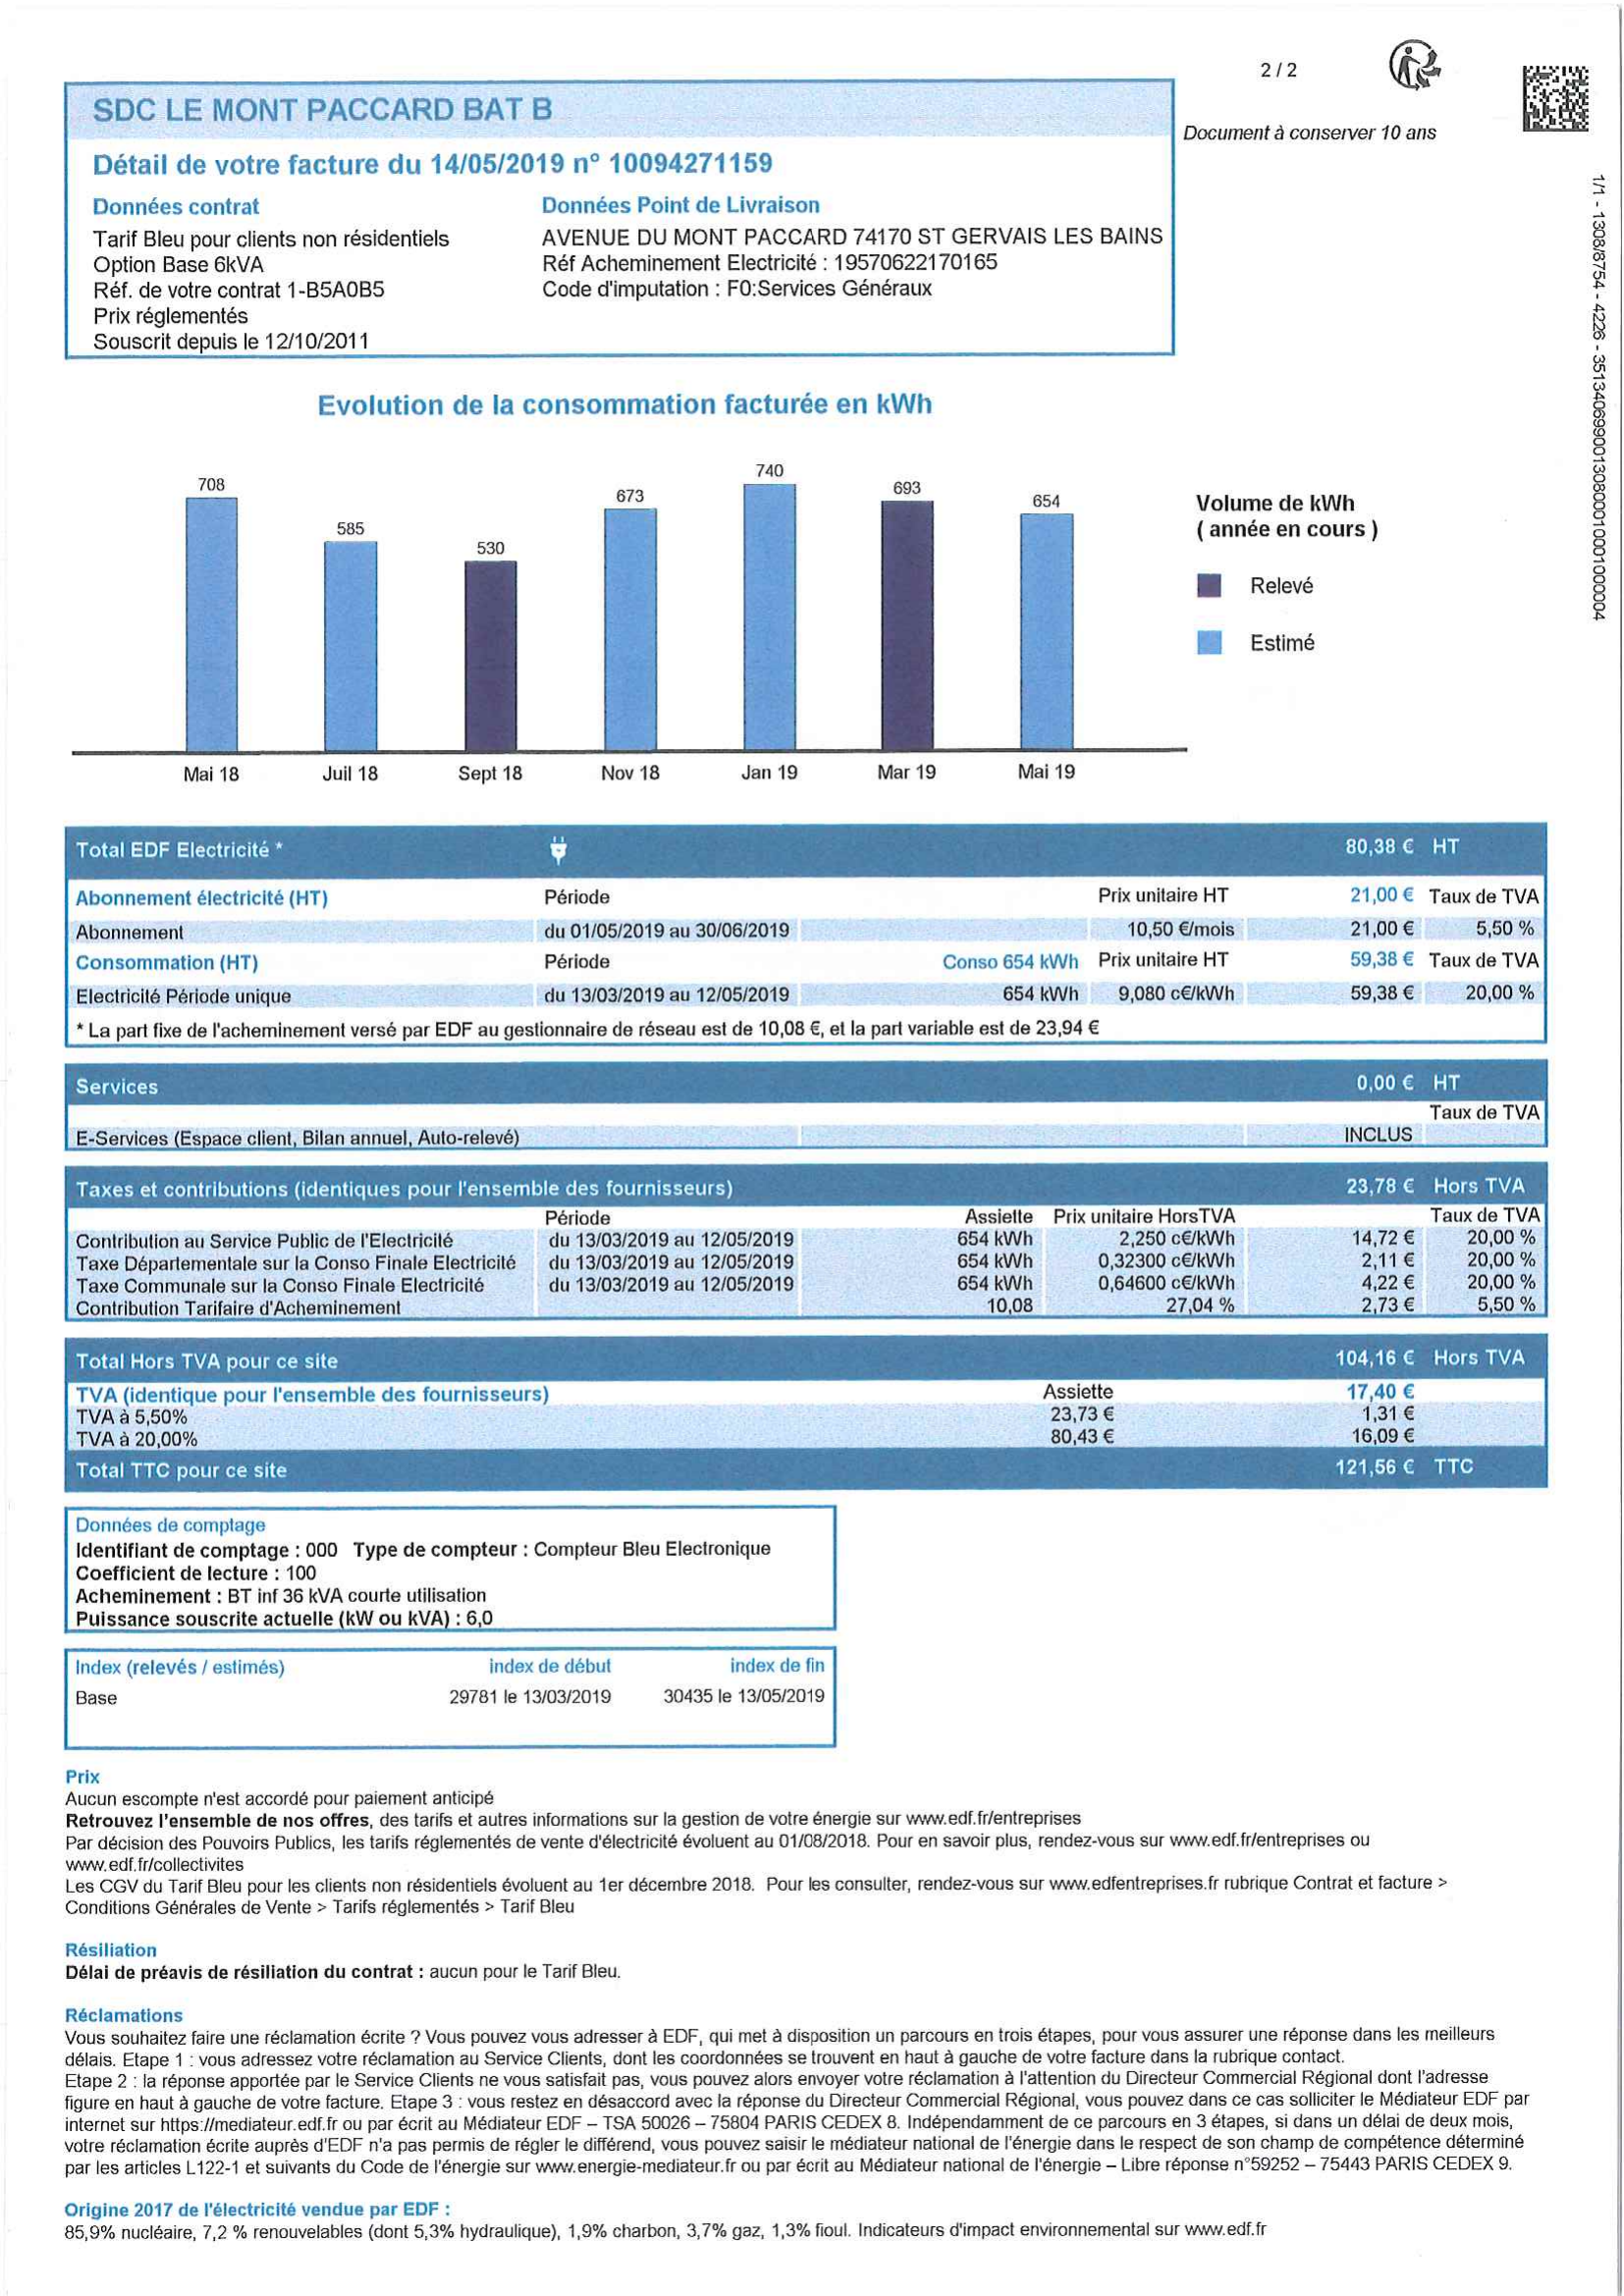 2 / 2
SDC LE MONT PACCARD BAT B
Document à conserver 10 ans
Détail de votre facture du 14/05/2019 n° 10094271159
Données contrat
Tarif Bleu pour clients non résidentiels
Option Base 6kVA
Réf. de votre contrat 1-B5A0B5
Prix réglementés
Souscrit depuis le 12/10/2011
Données Point de Livraison
AVENUE DU MONT PACCARD 74170 ST GERVAIS LES BAINS
Réf Acheminement Electricité : 19570622170165
Code d'imputation : F0:Services Généraux
Evolution de la consommation facturée en kWh
708 585 530 673 740 693 654
Mai 18 Juil 18 Sept 18 Nov 18 Jan 19 Mar 19 Mai 19
Volume de kWh
( année en cours )
Relevé
Estimé
Total EDF Electricité * 80,38 € HT
Abonnement électricité (HT) Période Prix unitaire HT 21,00 € Taux de TVA
Abonnement du 01/05/2019 au 30/06/2019 10,50 €/mois 21,00 € 5,50 %
Consommation (HT) Période Conso 654 kWh Prix unitaire HT 59,38 € Taux de TVA
Electricité Période unique du 13/03/2019 au 12/05/2019 654 kWh 9,080 c€/kWh 59,38 € 20,00 %
* La part fixe de l'acheminement versé par EDF au gestionnaire de réseau est de 10,08 €, et la part variable est de 23,94 €
Services 0,00 € HT
Taux de TVA
E-Services (Espace client, Bilan annuel, Auto-relevé) INCLUS
Taxes et contributions (identiques pour l'ensemble des fournisseurs) 23,78 € Hors TVA
Période Assiette Prix unitaire HorsTVA Taux de TVA
Contribution au Service Public de l'Electricité du 13/03/2019 au 12/05/2019 654 kWh 2,250 c€/kWh 14,72 € 20,00 %
Taxe Départementale sur la Conso Finale Electricité du 13/03/2019 au 12/05/2019 654 kWh 0,32300 c€/kWh 2,11 € 20,00 %
Taxe Communale sur la Conso Finale Electricité du 13/03/2019 au 12/05/2019 654 kWh 0,64600 c€/kWh 4,22 € 20,00 %
Contribution Tarifaire d'Acheminement 10,08 27,04 % 2,73 € 5,50 %
Total Hors TVA pour ce site 104,16 € Hors TVA
TVA (identique pour l'ensemble des fournisseurs) Assiette 17,40 €
TVA à 5,50% 23,73 € 1,31 €
TVA à 20,00% 80,43 € 16,09 €
Total TTC pour ce site 121,56 € TTC
Données de comptage
Identifiant de comptage : 000 Type de compteur : Compteur Bleu Electronique
Coefficient de lecture : 100
Acheminement : BT inf 36 kVA courte utilisation
Puissance souscrite actuelle (kW ou kVA) : 6,0
Index (relevés / estimés) index de début index de fin
Base 29781 le 13/03/2019 30435 le 13/05/2019
Prix
Aucun escompte n'est accordé pour paiement anticipé
Retrouvez l'ensemble de nos offres, des tarifs et autres informations sur la gestion de votre énergie sur www.edf.fr/entreprises
Par décision des Pouvoirs Publics, les tarifs réglementés de vente d'électricité évoluent au 01/08/2018. Pour en savoir plus, rendez-vous sur www.edf.fr/entreprises ou
www.edf.fr/collectivites
Les CGV du Tarif Bleu pour les clients non résidentiels évoluent au 1er décembre 2018. Pour les consulter, rendez-vous sur www.edfentreprises.fr rubrique Contrat et facture >
Conditions Générales de Vente > Tarifs réglementés > Tarif Bleu
Résiliation
Délai de préavis de résiliation du contrat : aucun pour le Tarif Bleu.
Réclamations
Vous souhaitez faire une réclamation écrite ? Vous pouvez vous adresser à EDF, qui met à disposition un parcours en trois étapes, pour vous assurer une réponse dans les meilleurs
délais. Etape 1 : vous adressez votre réclamation au Service Clients, dont les coordonnées se trouvent en haut à gauche de votre facture dans la rubrique contact.
Etape 2 : la réponse apportée par le Service Clients ne vous satisfait pas, vous pouvez alors envoyer votre réclamation à l'attention du Directeur Commercial Régional dont l'adresse
figure en haut à gauche de votre facture. Etape 3 : vous restez en désaccord avec la réponse du Directeur Commercial Régional, vous pouvez dans ce cas solliciter le Médiateur EDF par
internet sur https://mediateur.edf.fr ou par écrit au Médiateur EDF – TSA 50026 – 75804 PARIS CEDEX 8. Indépendamment de ce parcours en 3 étapes, si dans un délai de deux mois,
votre réclamation écrite auprès d'EDF n'a pas permis de régler le différend, vous pouvez saisir le médiateur national de l'énergie dans le respect de son champ de compétence déterminé
par les articles L122-1 et suivants du Code de l'énergie sur www.energie-mediateur.fr ou par écrit au Médiateur national de l'énergie – Libre réponse n°59252 – 75443 PARIS CEDEX 9.
Origine 2017 de l'électricité vendue par EDF :
85,9% nucléaire, 7,2 % renouvelables (dont 5,3% hydraulique), 1,9% charbon, 3,7% gaz, 1,3% fioul. Indicateurs d'impact environnemental sur www.edf.fr